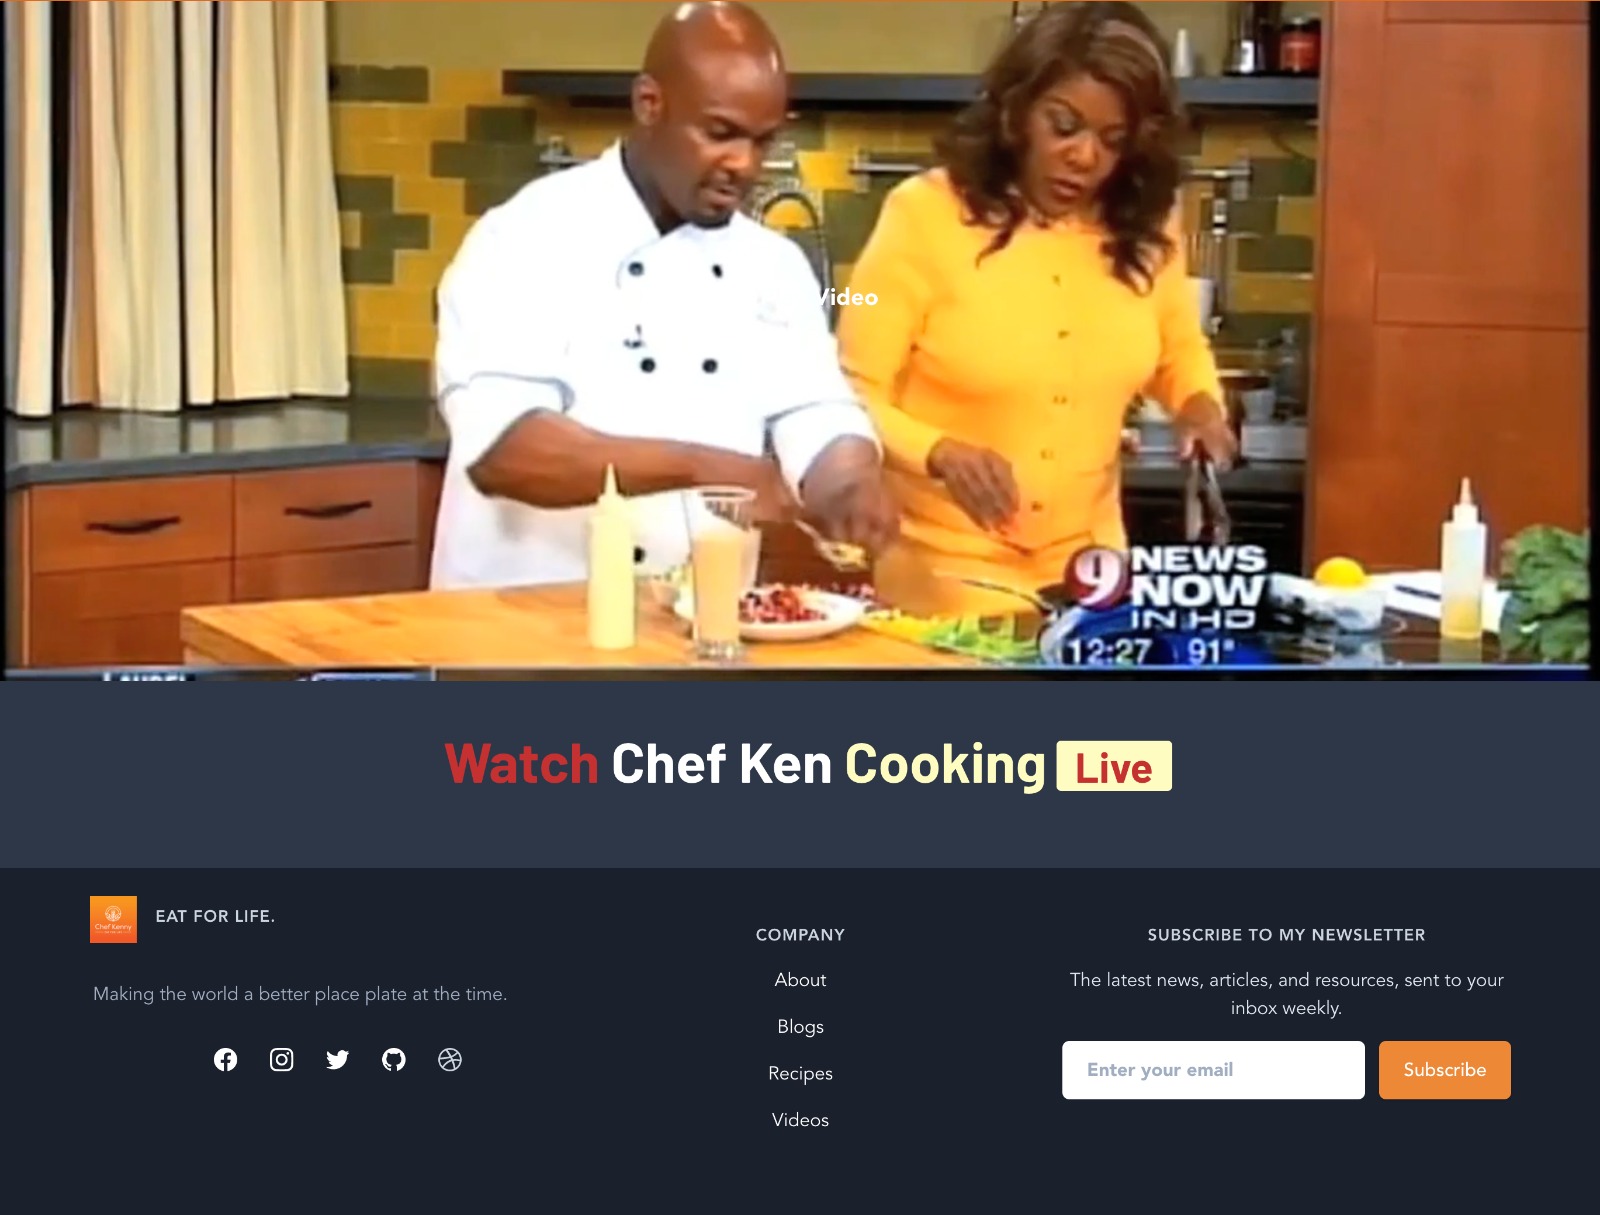 Video
9 NEWS
NOW
IN HD
12:27 91°
LAUREL
Watch Chef Ken Cooking Live
EAT FOR LIFE.
Chef Kenny
Making the world a better place plate at the time.
COMPANY
About
Blogs
Recipes
Videos
SUBSCRIBE TO MY NEWSLETTER
The latest news, articles, and resources, sent to your
inbox weekly.
Enter your email
Subscribe